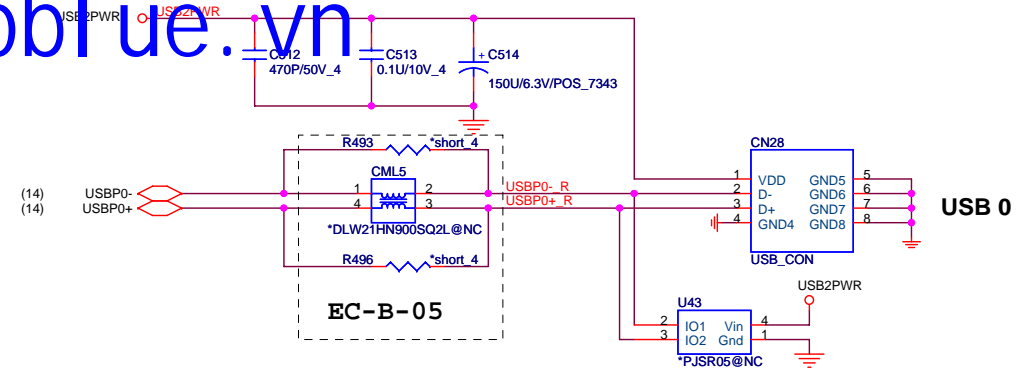 USB2PWR
USB2PWR
oblue.vn
C512
470P/50V_4
C513
0.1U/10V_4
+
C514
150U/6.3V/POS_7343
R493
*short_4
CML5
(14)
USBP0-
1
2
USBP0-_R
(14)
USBP0+
4
3
USBP0+_R
*DLW21HN900SQ2L@NC
R496
*short_4
EC-B-05
CN28
1
VDD
GND5
5
2
D-
GND6
6
3
D+
GND7
7
4
GND4
GND8
8
USB_CON
USB 0
USB2PWR
U43
2
IO1
Vin
4
3
IO2
Gnd
1
*PJSR05@NC